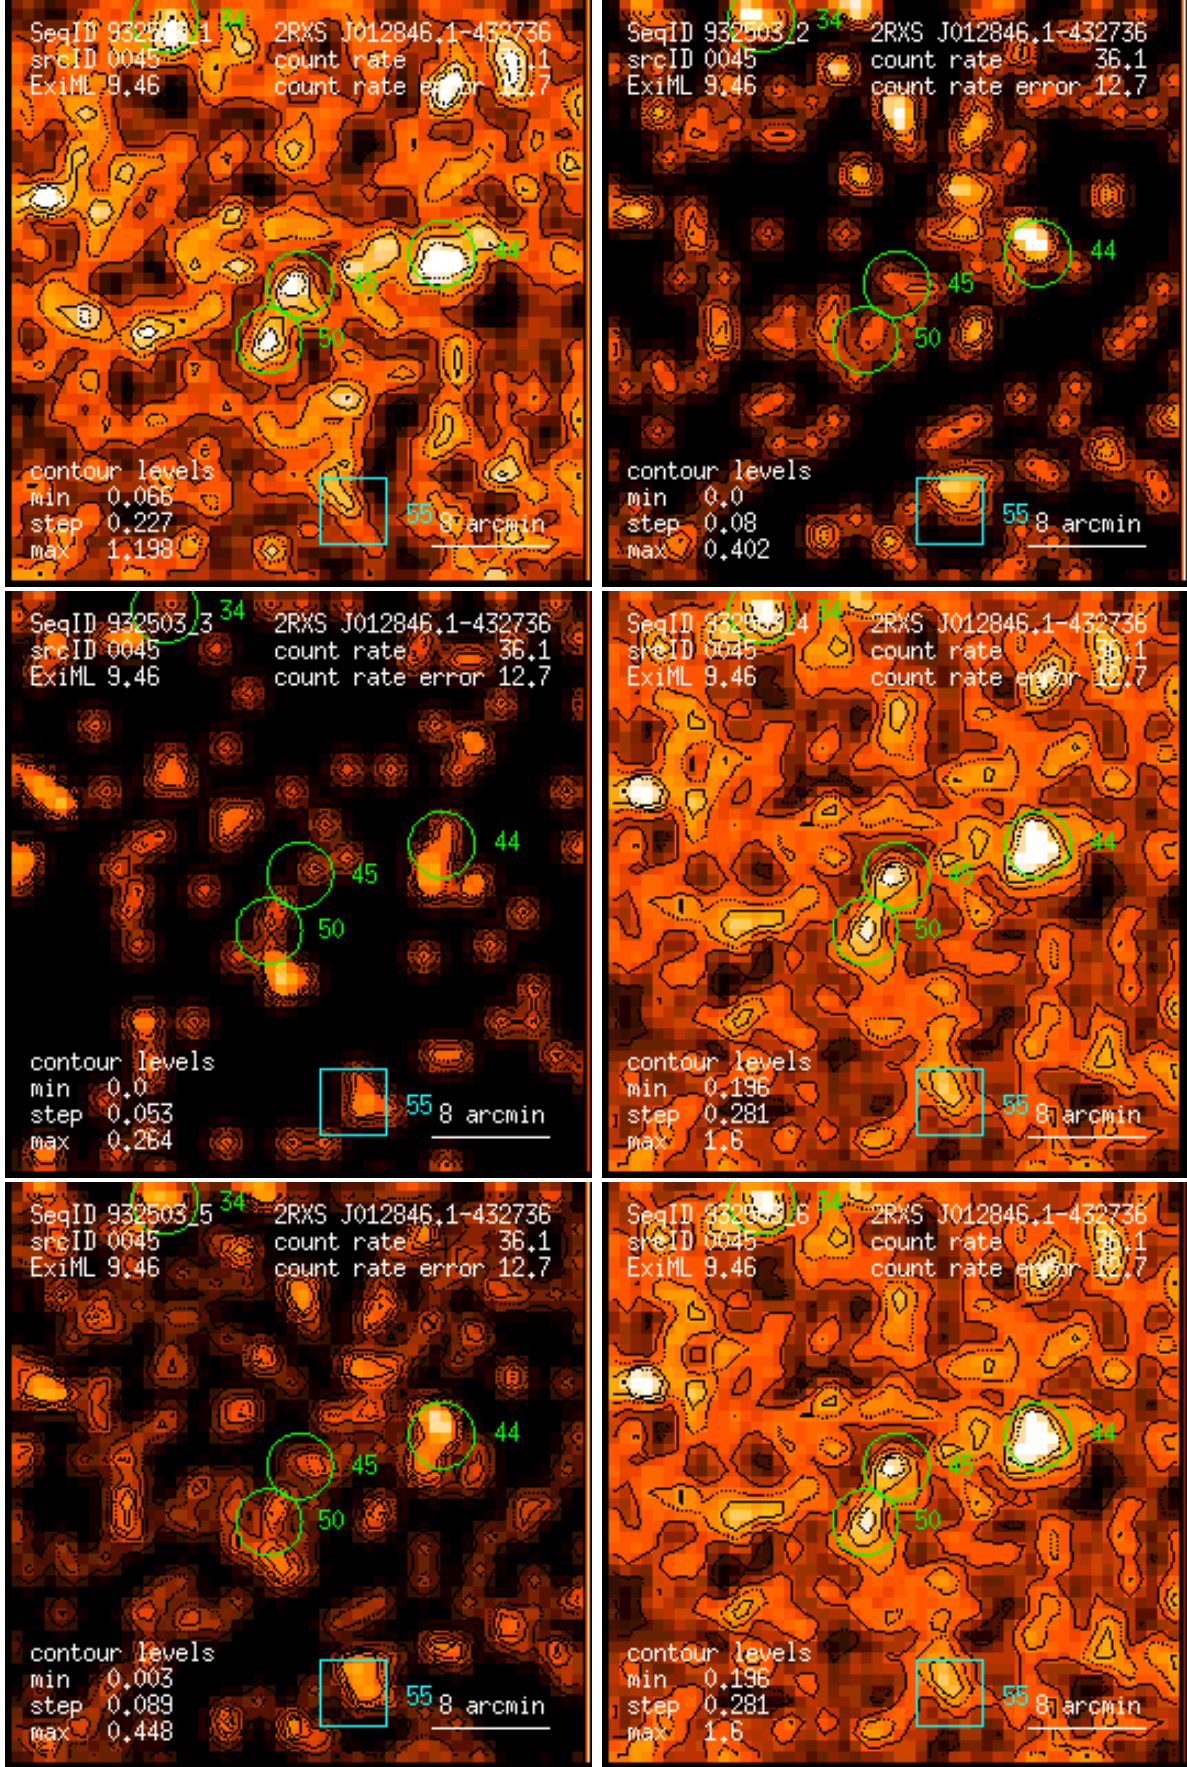 34
SeqID 932503_1 2RXS J012846.1-432736
srcID 0045 count rate 36.1
ExiML 9.46 count rate error 12.7
44
45
50
contour levels
min 0.066
step 0.227
max 1.198
55
8 arcmin
34
SeqID 932503_2 2RXS J012846.1-432736
srcID 0045 count rate 36.1
ExiML 9.46 count rate error 12.7
44
45
50
contour levels
min 0.0
step 0.08
max 0.402
55
8 arcmin
34
SeqID 932503_3 2RXS J012846.1-432736
srcID 0045 count rate 36.1
ExiML 9.46 count rate error 12.7
44
45
50
contour levels
min 0.0
step 0.053
max 0.264
55
8 arcmin
34
SeqID 932503_4 2RXS J012846.1-432736
srcID 0045 count rate 36.1
ExiML 9.46 count rate error 12.7
44
45
50
contour levels
min 0.196
step 0.281
max 1.6
55
8 arcmin
34
SeqID 932503_5 2RXS J012846.1-432736
srcID 0045 count rate 36.1
ExiML 9.46 count rate error 12.7
44
45
50
contour levels
min 0.003
step 0.089
max 0.448
55
8 arcmin
34
SeqID 932503_6 2RXS J012846.1-432736
srcID 0045 count rate 36.1
ExiML 9.46 count rate error 12.7
44
45
50
contour levels
min 0.196
step 0.281
max 1.6
55
8 arcmin